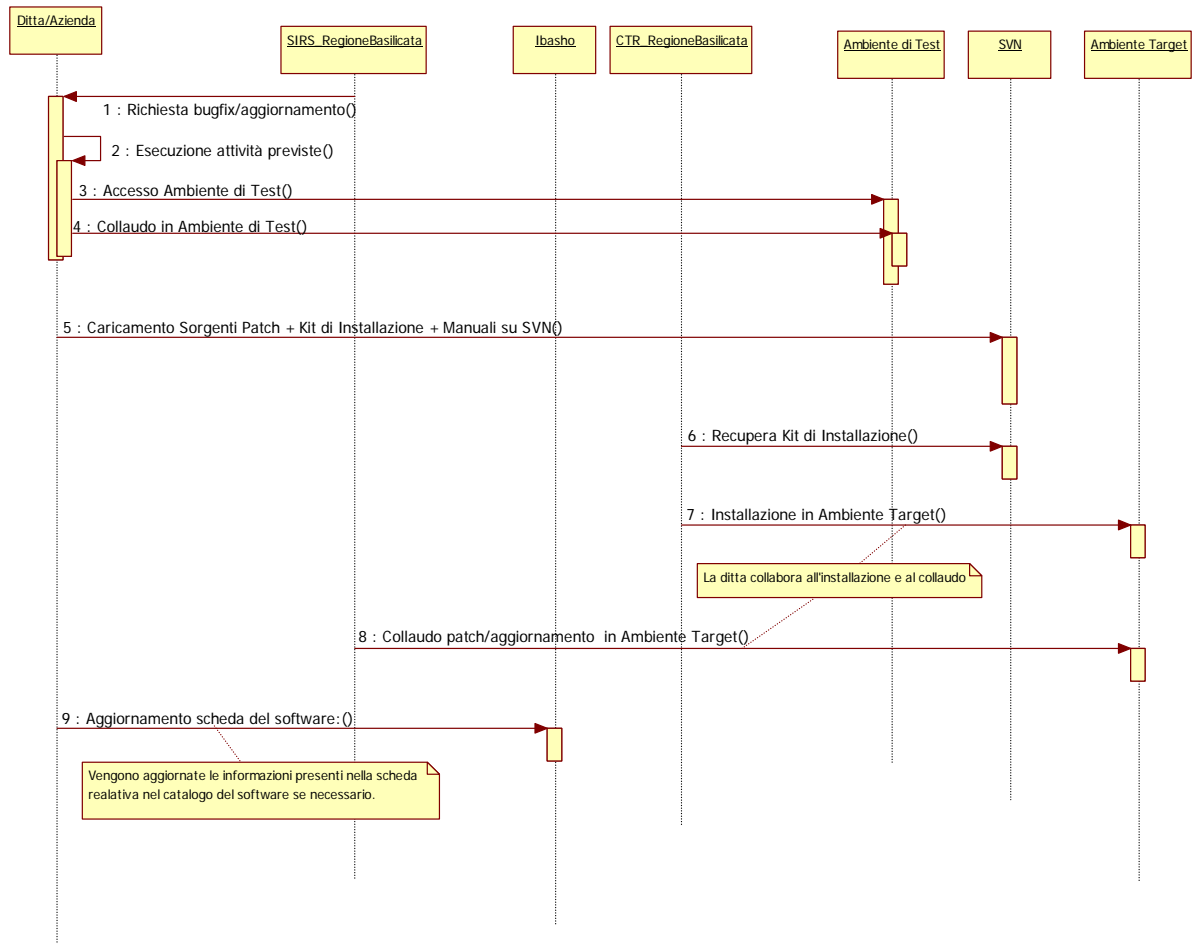 Ditta/Azienda
SIRS_RegioneBasilicata
Ibasho
CTR_RegioneBasilicata
Ambiente di Test
SVN
Ambiente Target
1 : Richiesta bugfix/aggiornamento()
2 : Esecuzione attività previste()
3 : Accesso Ambiente di Test()
4 : Collaudo in Ambiente di Test()
5 : Caricamento Sorgenti Patch + Kit di Installazione + Manuali su SVN()
6 : Recupera Kit di Installazione()
7 : Installazione in Ambiente Target()
La ditta collabora all'installazione e al collaudo
8 : Collaudo patch/aggiornamento in Ambiente Target()
9 : Aggiornamento scheda del software:()
Vengono aggiornate le informazioni presenti nella scheda
realativa nel catalogo del software se necessario.